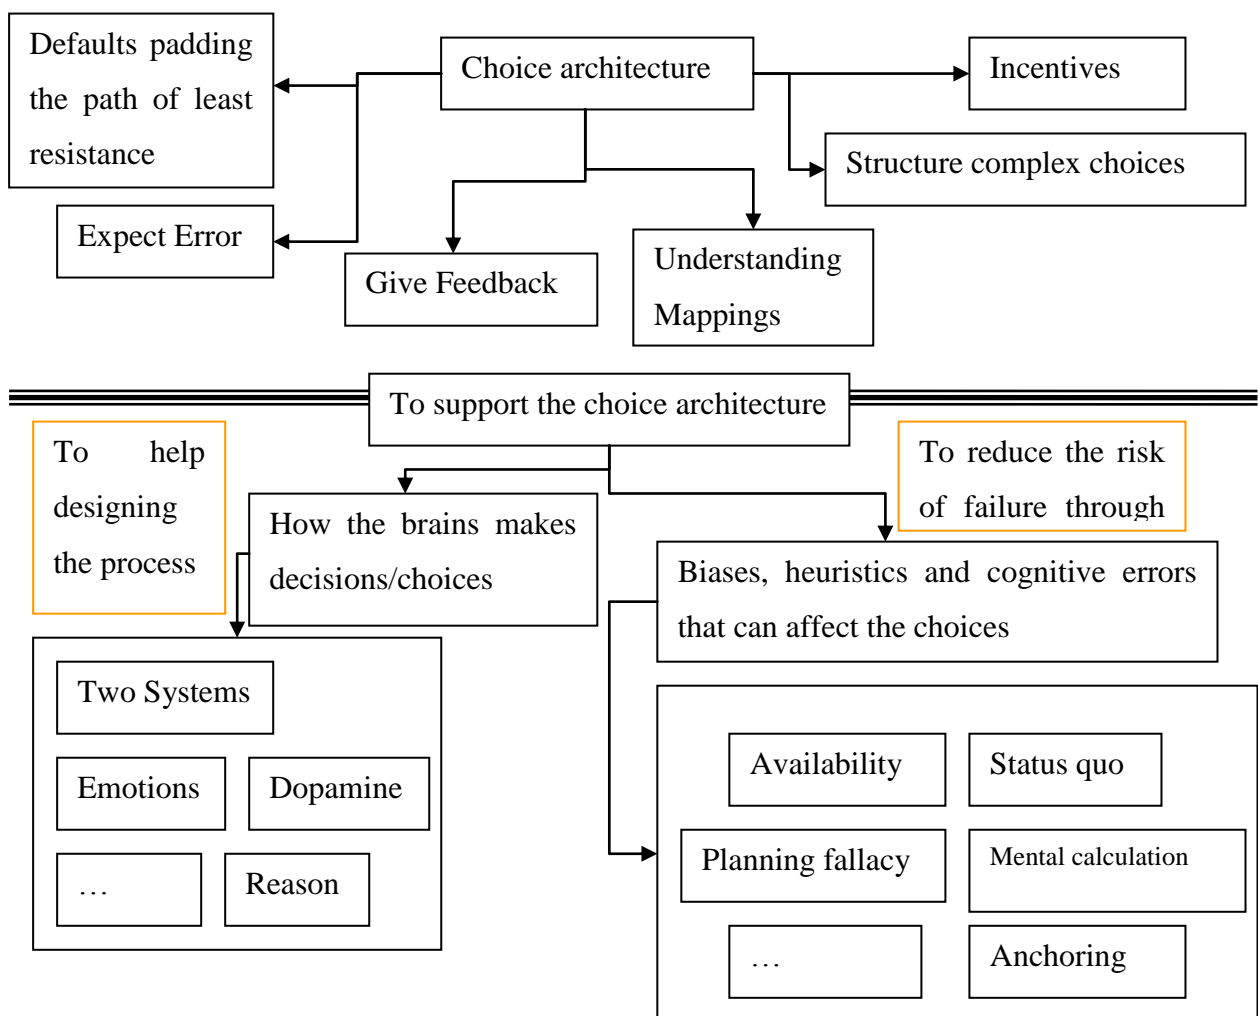 Defaults padding
the path of least
resistance
Choice architecture
Incentives
Structure complex choices
Expect Error
Give Feedback
Understanding
Mappings
To support the choice architecture
To help
designing
the process
To reduce the risk
of failure through
How the brains makes
decisions/choices
Biases, heuristics and cognitive errors
that can affect the choices
Two Systems
Emotions
Dopamine
…
Reason
Availability
Status quo
Planning fallacy
Mental calculation
…
Anchoring